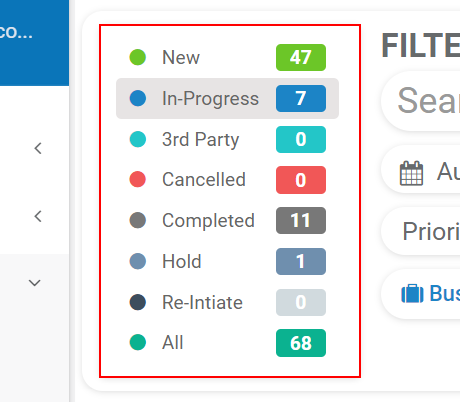 co...
New 47
In-Progress 7
3rd Party 0
Cancelled 0
Completed 11
Hold 1
Re-Intiate 0
All 68
FILTE
Sear
Au
Priori
Bus